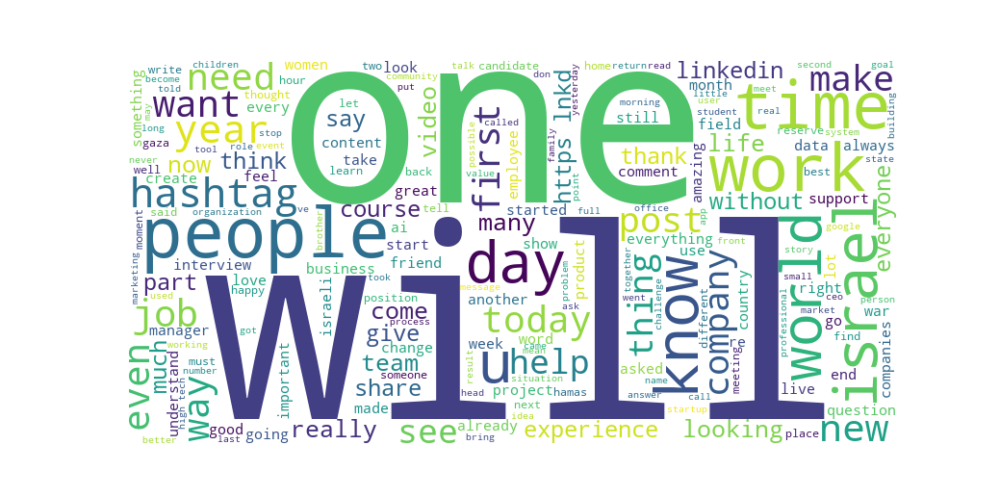 one
will
people
time
work
day
know
israel
world
hashtag
need
want
year
now
think
way
even
job
much
part
something
write
children
become
told
long
gaza
may
well
never
create
tool
stop
thought
women
hour
every
event
role
feel
said
organization
ve
moment
love
happy
interview
marketing
used
manager
working
got
must
number
understand
high tech
important
good
last
going
better
really
made
share
someone
team
change
give
process
position
took
come
business
israeli
brother
course
start
friend
ai
tell
great
back
learn
take
content
let
say
two
look
put
community
video
talk
candidate
don
first
called
possible
employee
value
family
yesterday
https lnkd
point
home
return
read
morning
still
office
thank
comment
student
user
little
month
linkedin
field
amazing
second
meet
real
make
goal
building
system
reserve
data
always
best
state
life
without
support
everyone
post
app
everything
use
front
story
google
started
full
many
show
product
message
another
today
problem
ask
went
together
thing
challenge
country
different
company
re
professional
small
right
lot
ceo
person
market
go
war
find
companies
u
help
week
word
came
mean
result
situation
head
project
hamas
next
idea
asked
name
answer
call
startup
meeting
live
end
question
see
already
bring
experience
looking
place
new